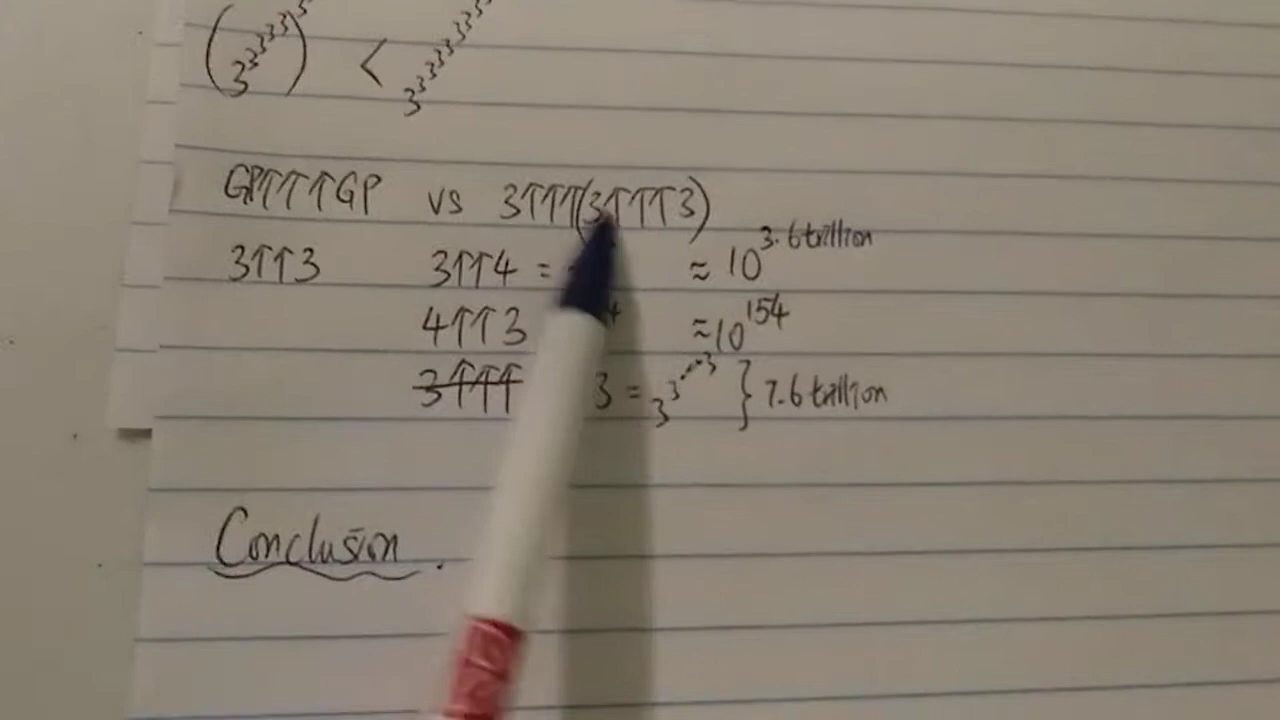 (3^3^3^3^3^3) < 3^3^3^3^3^3^3^3^3
GP↑↑↑GP vs 3↑↑↑(3↑↑↑3)
3↑↑3 3↑↑4 = ≈ 10^3.6trillion
4↑↑3 ≈10^154
3↑↑↑ 3 = 3^3^...^3 } 7.6 trillion
Conclusion.